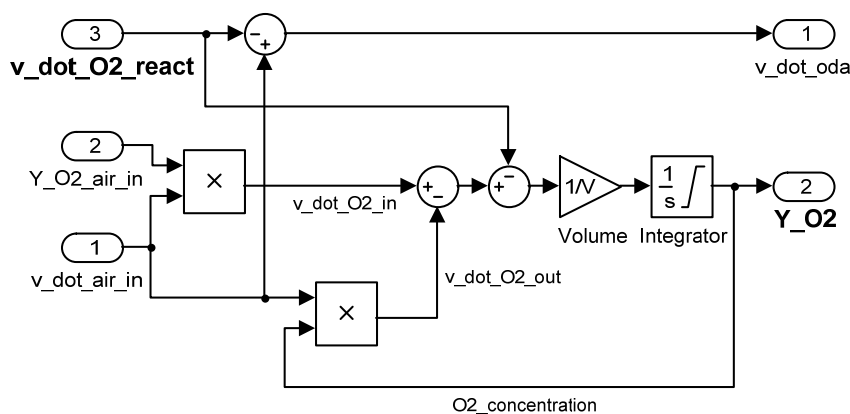 3
v_dot_O2_react
−
+
1
v_dot_oda
2
Y_O2_air_in
×
v_dot_O2_in
+
−
−
+
1/V
Volume
1
s
Integrator
2
Y_O2
1
v_dot_air_in
×
v_dot_O2_out
O2_concentration